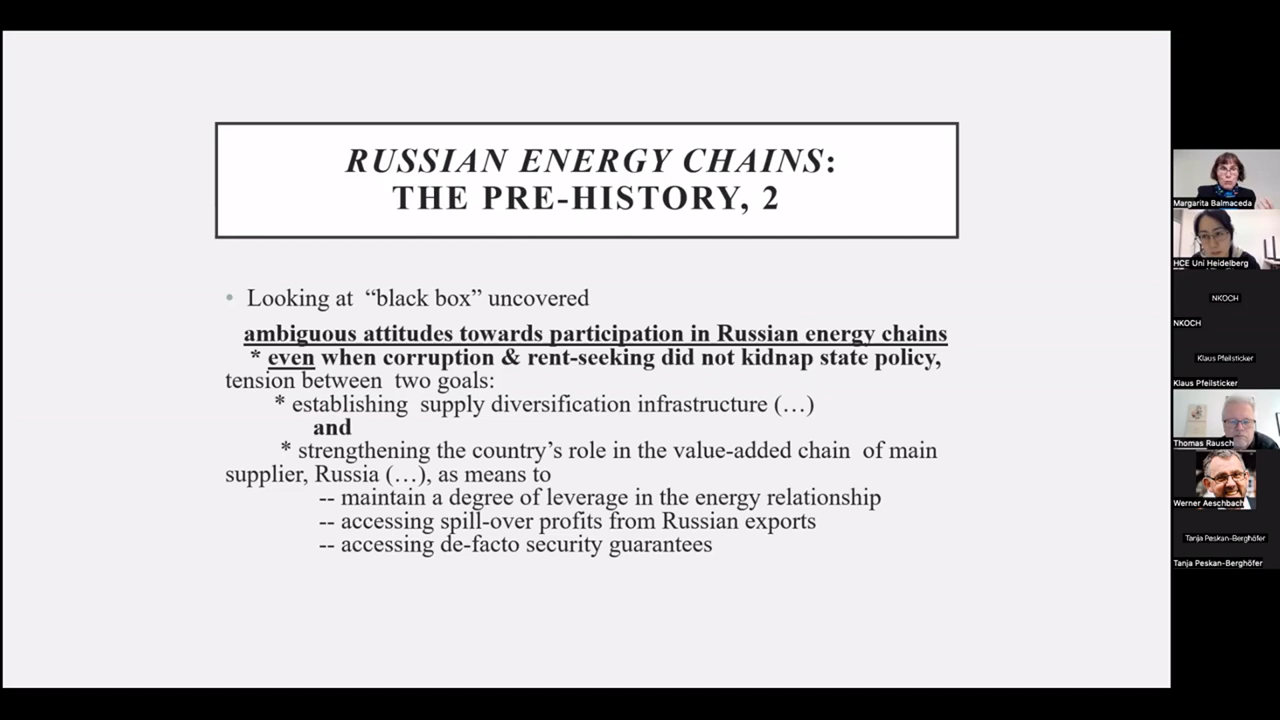 RUSSIAN ENERGY CHAINS:
THE PRE-HISTORY, 2
• Looking at “black box” uncovered
ambiguous attitudes towards participation in Russian energy chains
* even when corruption & rent-seeking did not kidnap state policy,
tension between two goals:
* establishing supply diversification infrastructure (…)
and
* strengthening the country’s role in the value-added chain of main
supplier, Russia (…), as means to
-- maintain a degree of leverage in the energy relationship
-- accessing spill-over profits from Russian exports
-- accessing de-facto security guarantees
Margarita Balmaceda
HCE Uni Heidelberg
NKOCH
NKOCH
Klaus Pfeilsticker
Klaus Pfeilsticker
Thomas Rausch
Werner Aeschbach
Tanja Peskan-Berghöfer
Tanja Peskan-Berghöfer